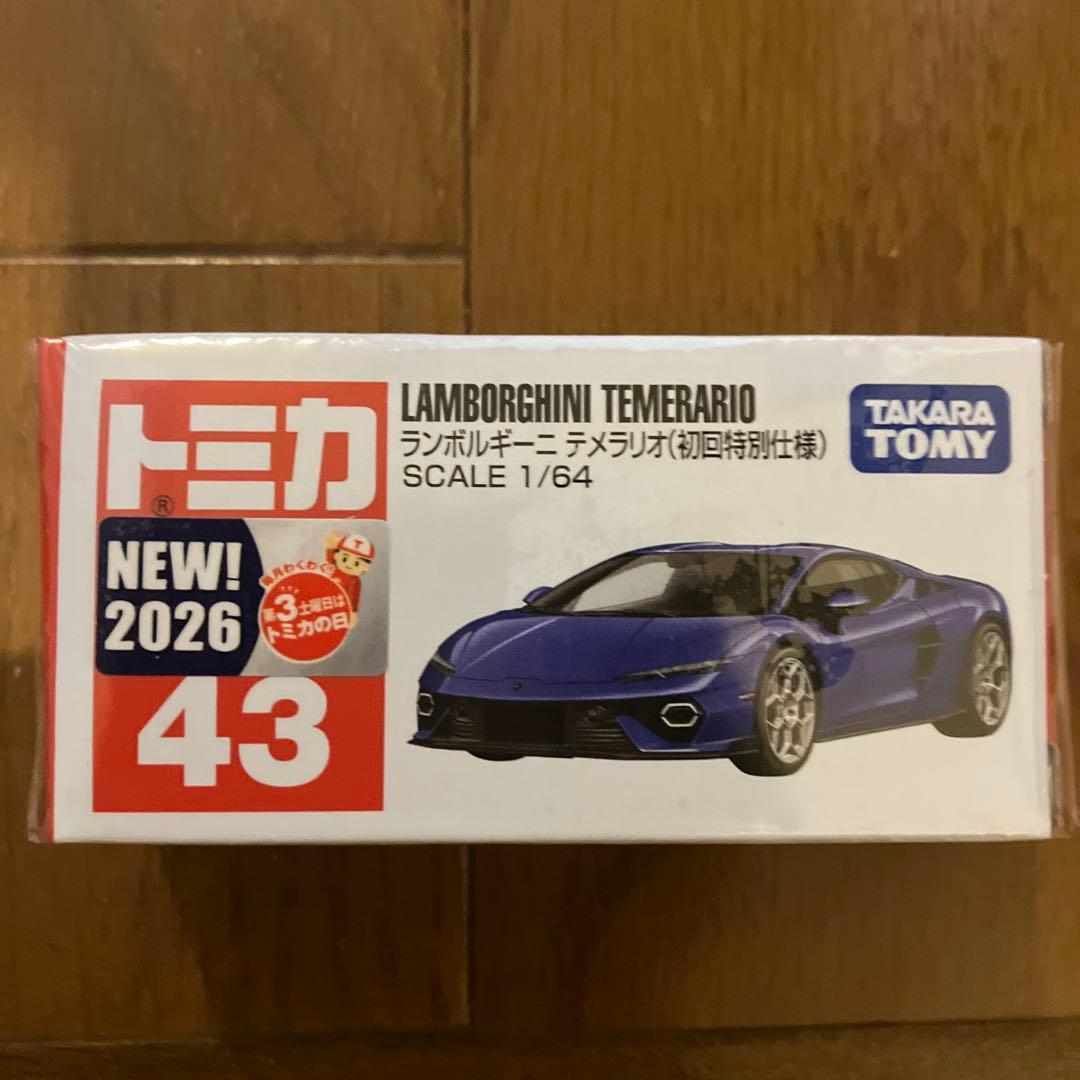 トミカ
®
LAMBORGHINI TEMERARIO
ランボルギーニ テメラリオ(初回特別仕様)
SCALE 1/64
TAKARA
TOMY
NEW!
2026
T
毎月わくわく!
第3土曜日は
トミカの日
43